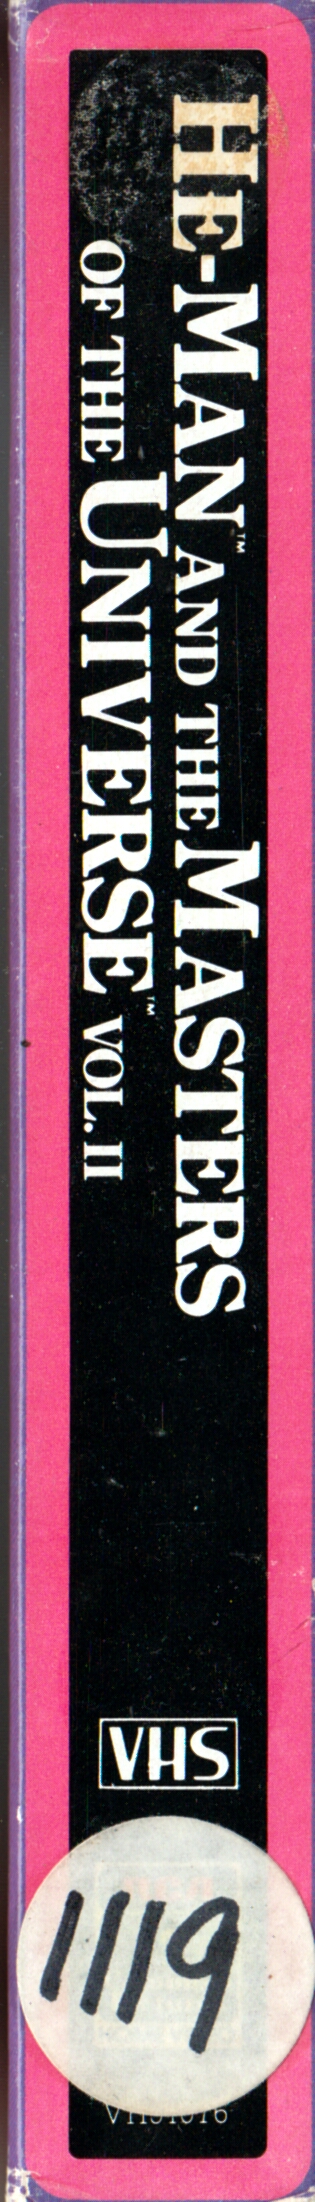 HE-MAN™ AND THE MASTERS
OF THE UNIVERSE™ VOL. II
VHS
1119